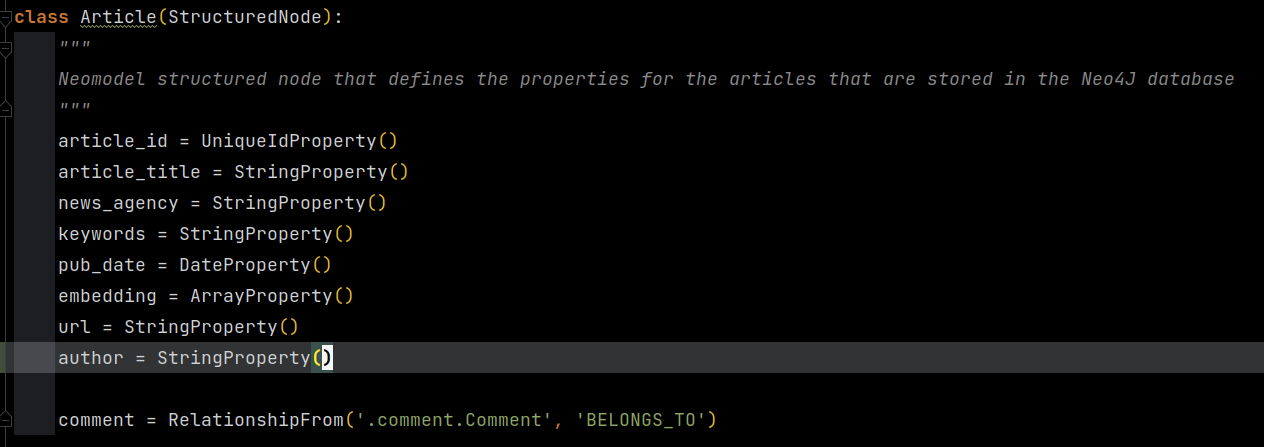 class Article(StructuredNode):
"""
Neomodel structured node that defines the properties for the articles that are stored in the Neo4J database
"""
article_id = UniqueIdProperty()
article_title = StringProperty()
news_agency = StringProperty()
keywords = StringProperty()
pub_date = DateProperty()
embedding = ArrayProperty()
url = StringProperty()
author = StringProperty()
comment = RelationshipFrom('.comment.Comment', 'BELONGS_TO')